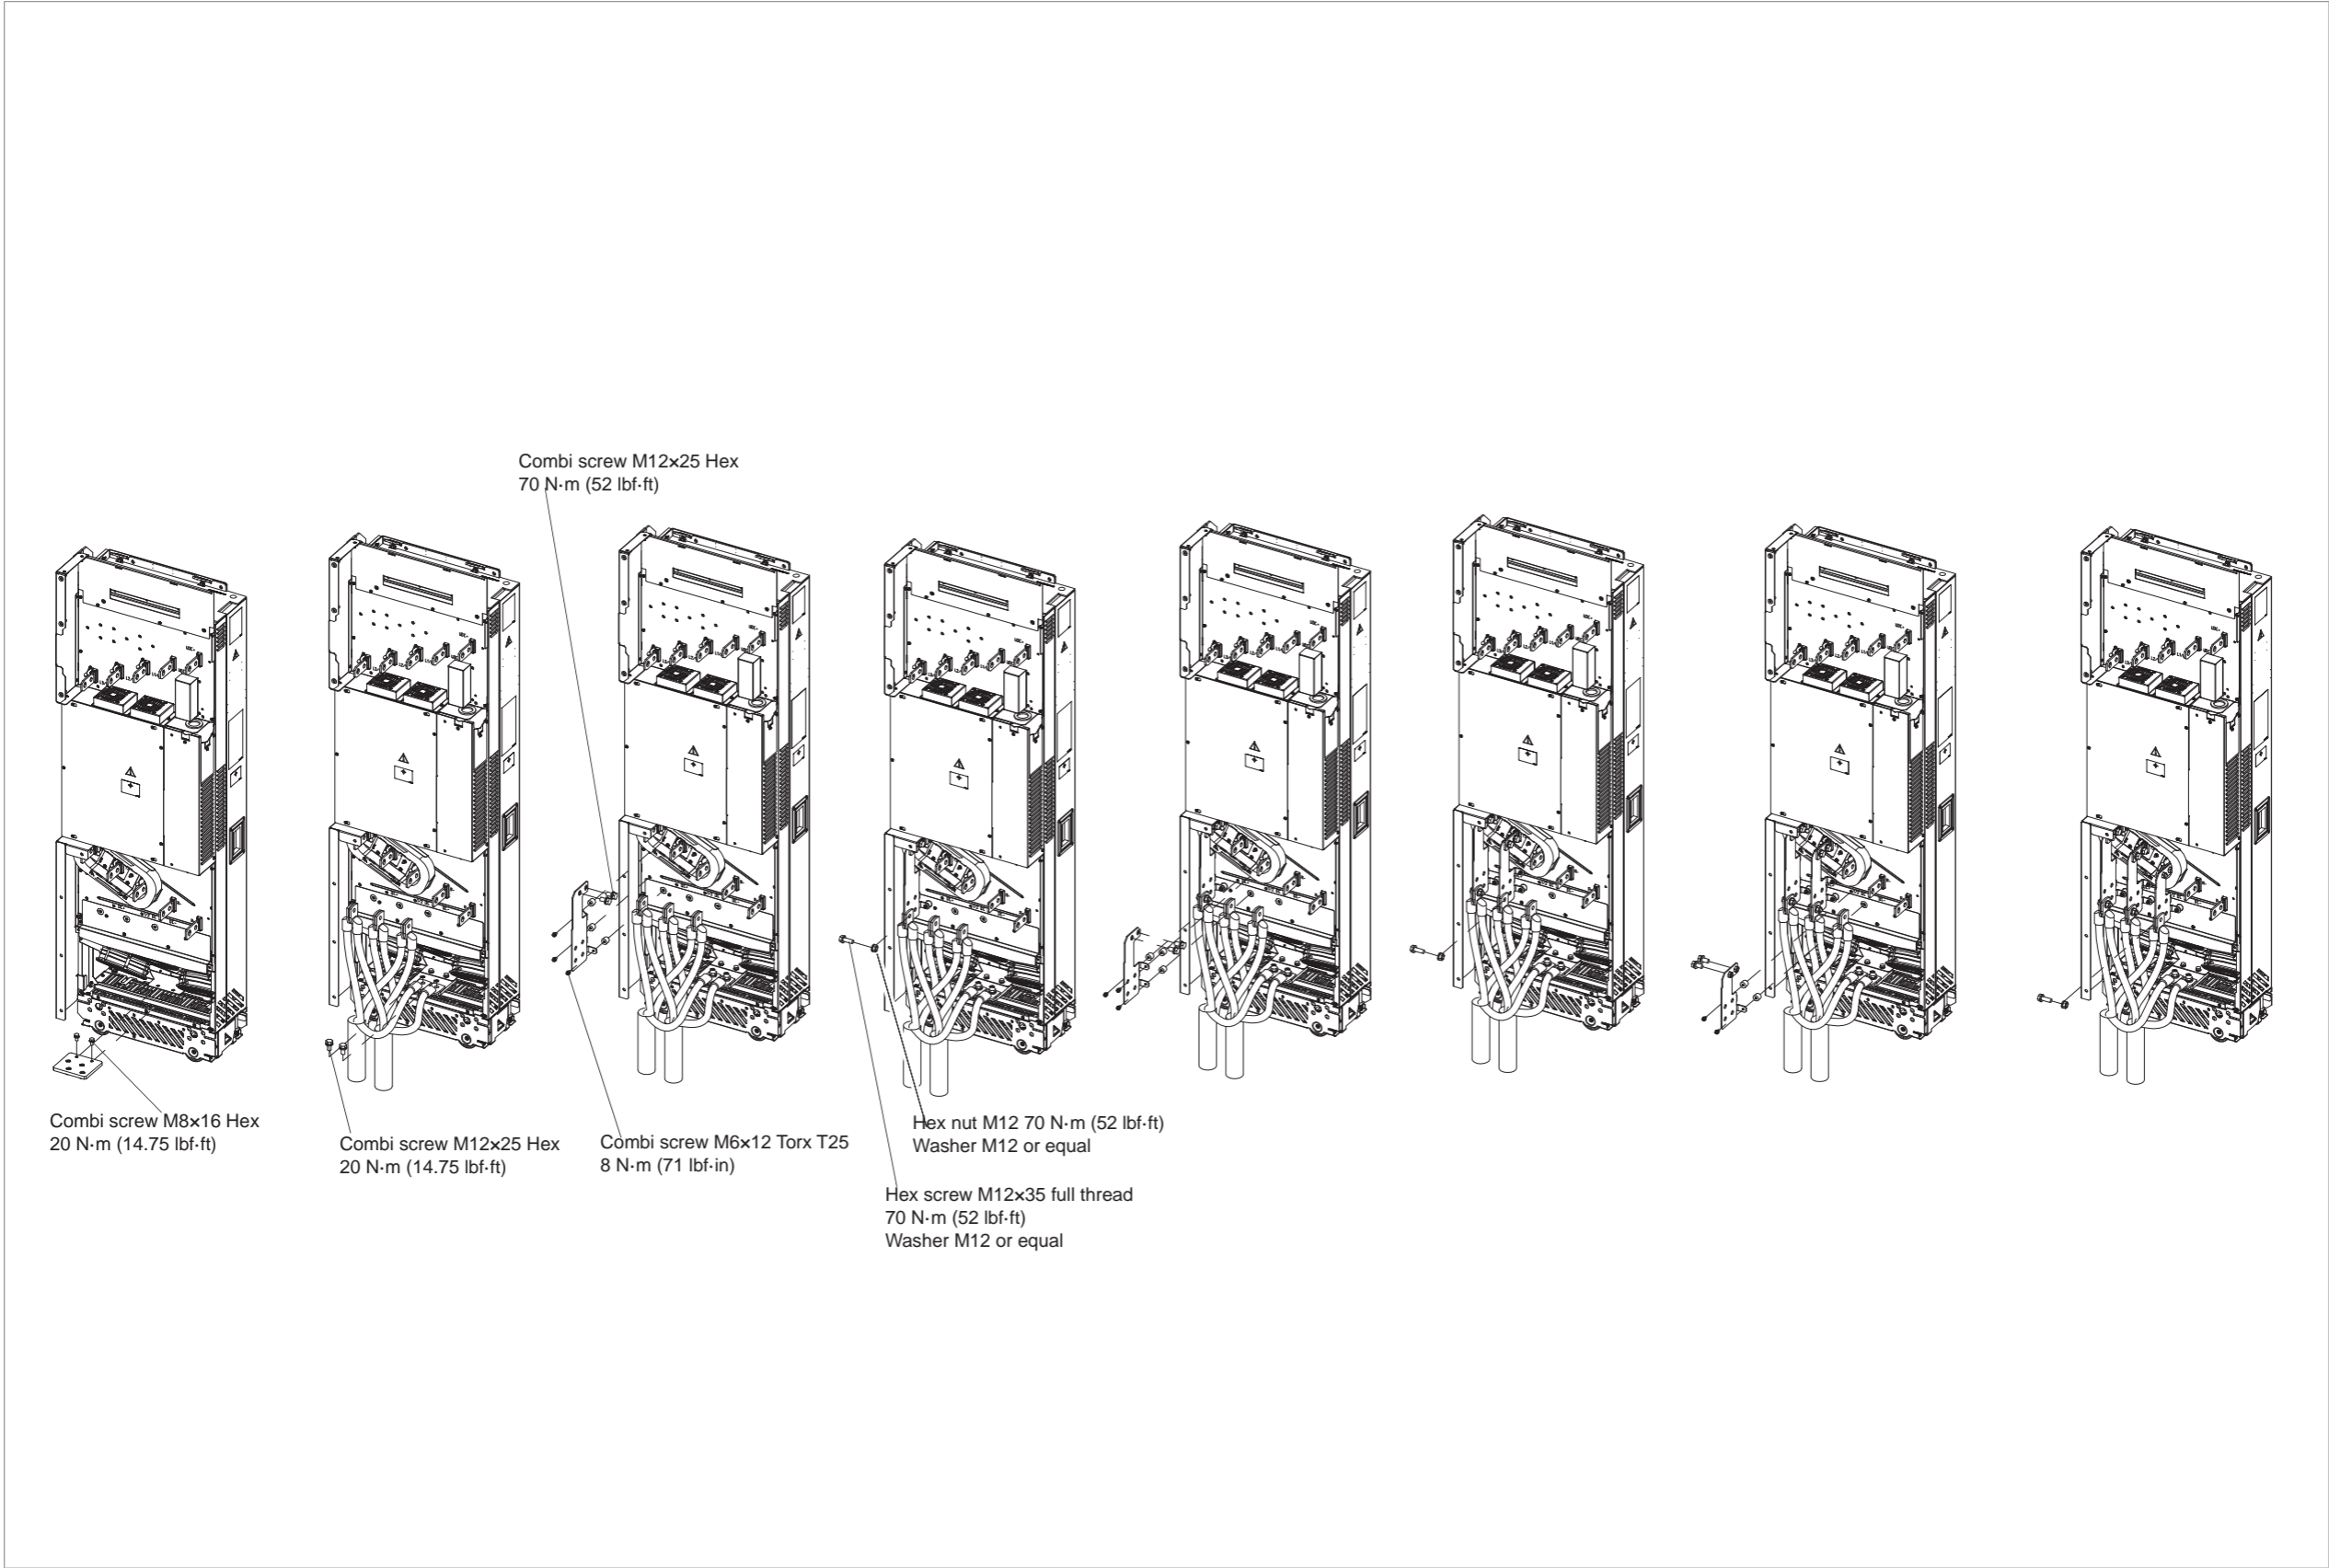 Combi screw M12×25 Hex
70 N·m (52 lbf·ft)
Combi screw M8×16 Hex
20 N·m (14.75 lbf·ft)
Combi screw M12×25 Hex
20 N·m (14.75 lbf·ft)
Combi screw M6×12 Torx T25
8 N·m (71 lbf·in)
Hex nut M12 70 N·m (52 lbf·ft)
Washer M12 or equal
Hex screw M12×35 full thread
70 N·m (52 lbf·ft)
Washer M12 or equal